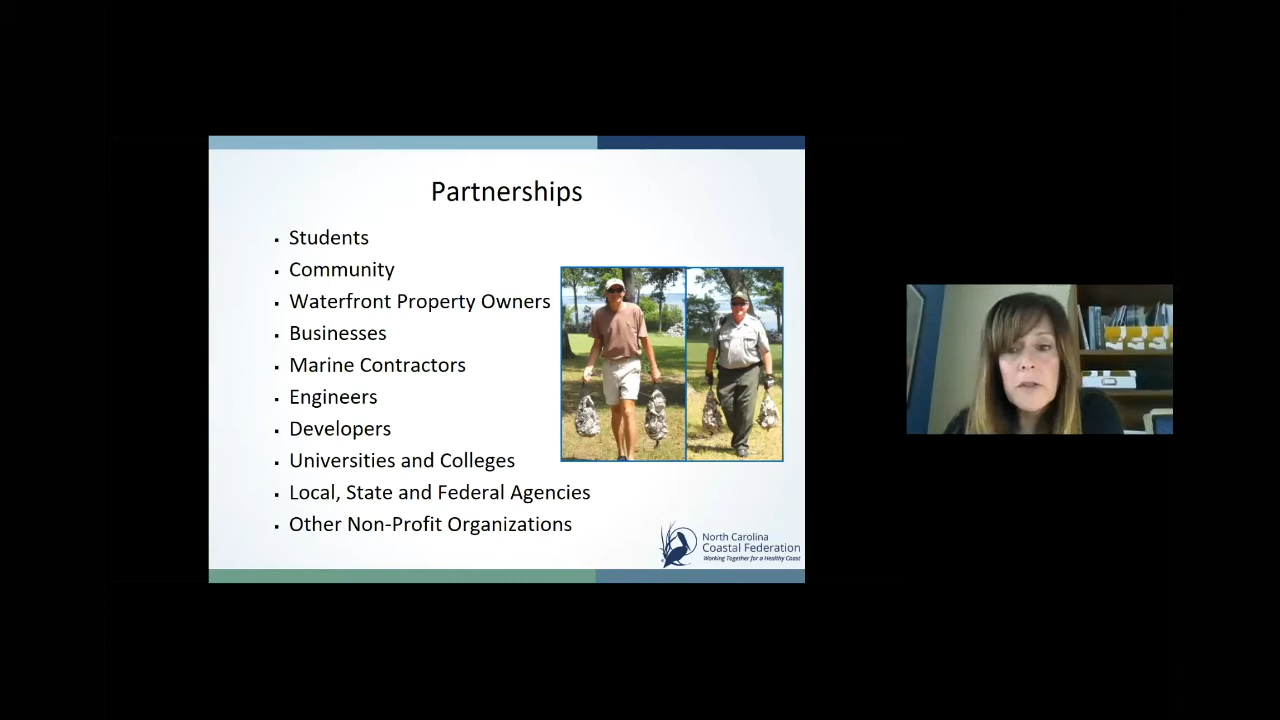 Partnerships
Students
Community
Waterfront Property Owners
Businesses
Marine Contractors
Engineers
Developers
Universities and Colleges
Local, State and Federal Agencies
Other Non-Profit Organizations
North Carolina
Coastal Federation
Working Together for a Healthy Coast